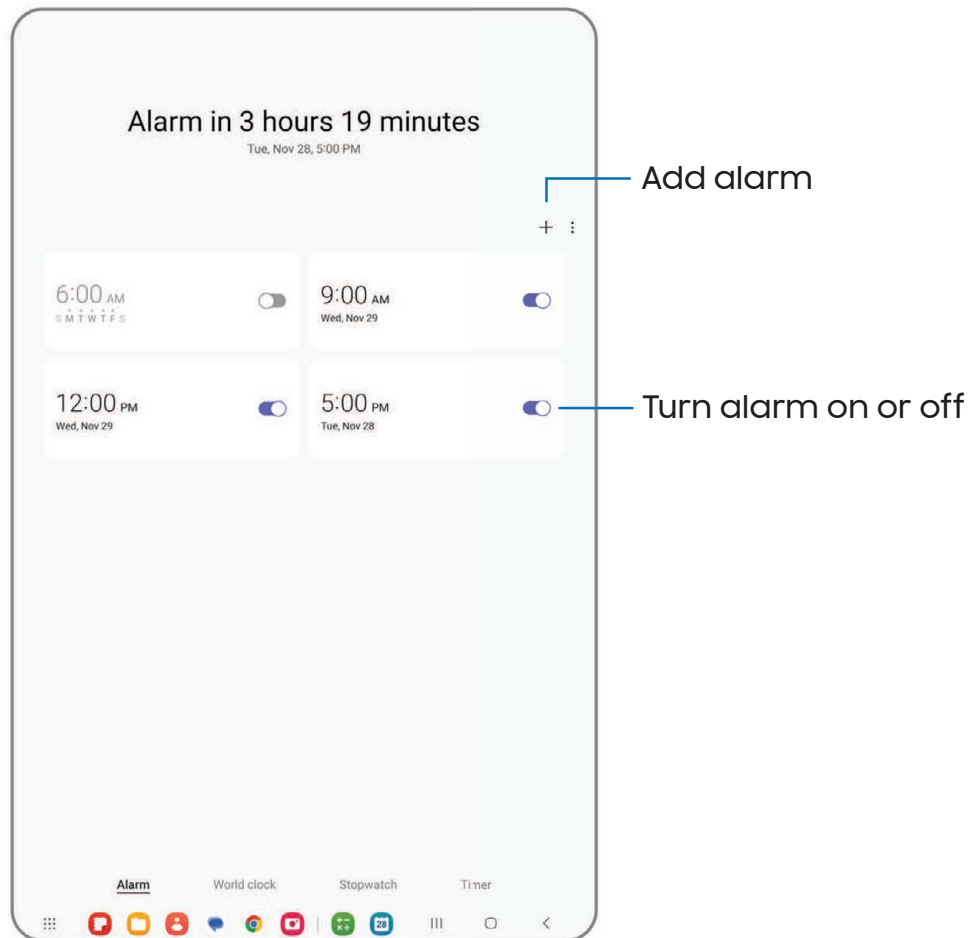 Alarm in 3 hours 19 minutes
Tue, Nov 28, 5:00 PM
Add alarm
6:00 AM
S M T W T F S
9:00 AM
Wed, Nov 29
12:00 PM
Wed, Nov 29
5:00 PM
Tue, Nov 28
Turn alarm on or off
Alarm World clock Stopwatch Timer
28